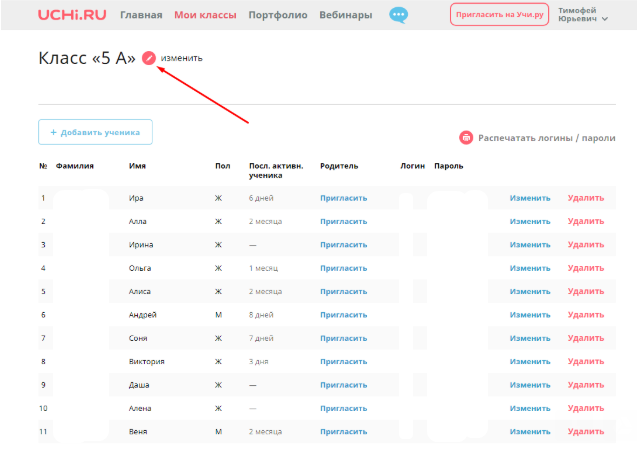 UCHi.RU Главная Мои классы Портфолио Вебинары Пригласить на Учи.ру Тимофей Юрьевич
Класс «5 А» изменить
+ Добавить ученика
Распечатать логины / пароли
№ Фамилия Имя Пол Посл. активн. ученика Родитель Логин Пароль
1 Ира Ж 6 дней Пригласить Изменить Удалить
2 Алла Ж 2 месяца Пригласить Изменить Удалить
3 Ирина Ж — Пригласить Изменить Удалить
4 Ольга Ж 1 месяц Пригласить Изменить Удалить
5 Алиса Ж 2 месяца Пригласить Изменить Удалить
6 Андрей М 8 дней Пригласить Изменить Удалить
7 Соня Ж 7 дней Пригласить Изменить Удалить
8 Виктория Ж 3 дня Пригласить Изменить Удалить
9 Даша Ж — Пригласить Изменить Удалить
10 Алена Ж — Пригласить Изменить Удалить
11 Веня М 2 месяца Пригласить Изменить Удалить